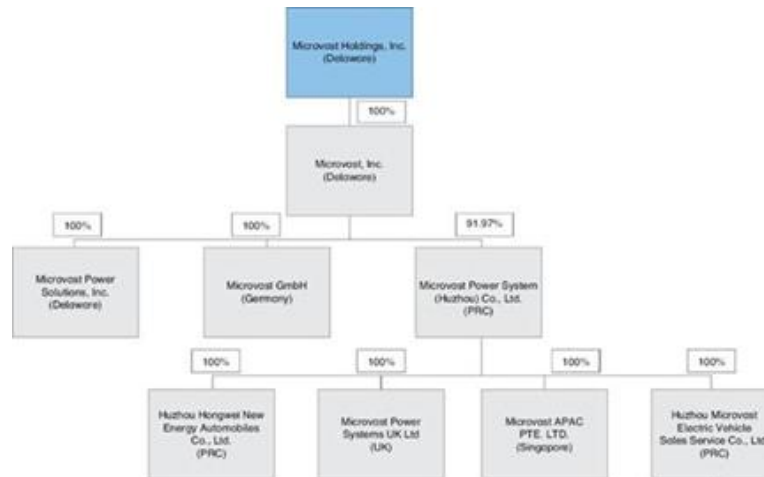 Microvast Holdings, Inc.
(Delaware)
100%
Microvast, Inc.
(Delaware)
100%
100%
91.97%
Microvast Power
Solutions, Inc.
(Delaware)
Microvast GmbH
(Germany)
Microvast Power System
(Huzhou) Co., Ltd.
(PRC)
100%
100%
100%
100%
Huzhou Hongwei New
Energy Automobiles
Co., Ltd.
(PRC)
Microvast Power
Systems UK Ltd
(UK)
Microvast APAC
PTE. LTD.
(Singapore)
Huzhou Microvast
Electric Vehicle
Sales Service Co., Ltd
(PRC)